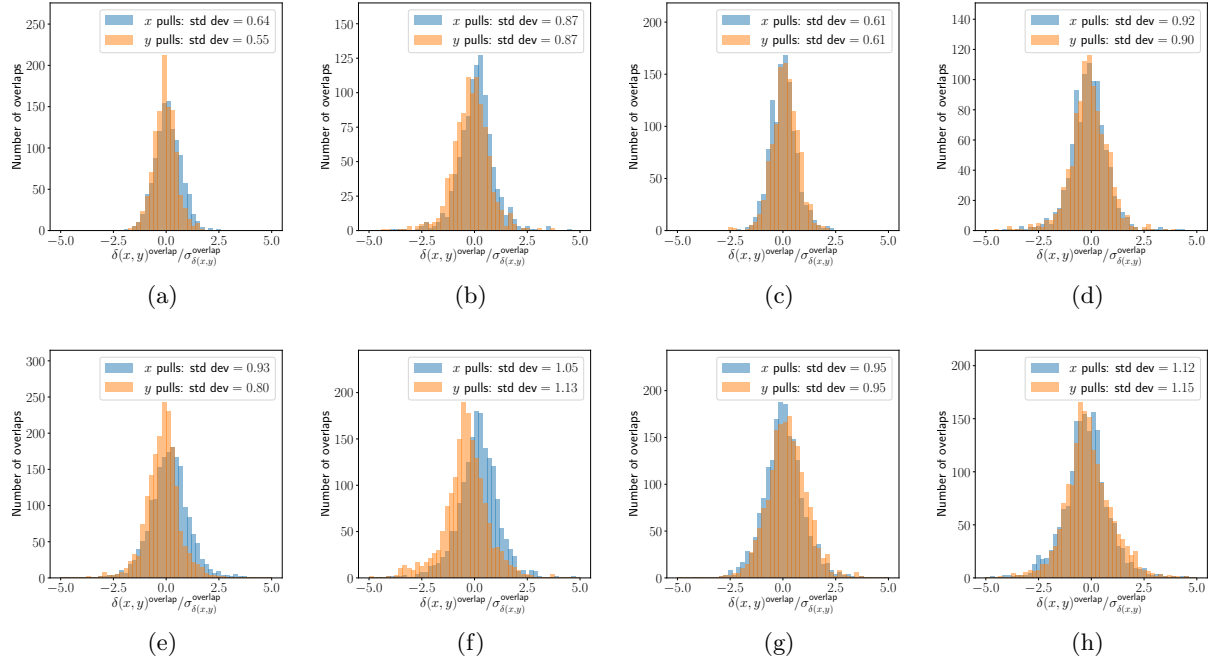 x pulls: std dev = 0.64
y pulls: std dev = 0.55
Number of overlaps
250
200
150
100
50
0
−5.0 −2.5 0.0 2.5 5.0
δ(x, y)^overlap/σ^overlap_δ(x,y)
(a)
x pulls: std dev = 0.87
y pulls: std dev = 0.87
Number of overlaps
150
125
100
75
50
25
0
−5.0 −2.5 0.0 2.5 5.0
δ(x, y)^overlap/σ^overlap_δ(x,y)
(b)
x pulls: std dev = 0.61
y pulls: std dev = 0.61
Number of overlaps
200
150
100
50
0
−5.0 −2.5 0.0 2.5 5.0
δ(x, y)^overlap/σ^overlap_δ(x,y)
(c)
x pulls: std dev = 0.92
y pulls: std dev = 0.90
Number of overlaps
140
120
100
80
60
40
20
0
−5.0 −2.5 0.0 2.5 5.0
δ(x, y)^overlap/σ^overlap_δ(x,y)
(d)
x pulls: std dev = 0.93
y pulls: std dev = 0.80
Number of overlaps
300
250
200
150
100
50
0
−5.0 −2.5 0.0 2.5 5.0
δ(x, y)^overlap/σ^overlap_δ(x,y)
(e)
x pulls: std dev = 1.05
y pulls: std dev = 1.13
Number of overlaps
200
150
100
50
0
−5.0 −2.5 0.0 2.5 5.0
δ(x, y)^overlap/σ^overlap_δ(x,y)
(f)
x pulls: std dev = 0.95
y pulls: std dev = 0.95
Number of overlaps
200
150
100
50
0
−5.0 −2.5 0.0 2.5 5.0
δ(x, y)^overlap/σ^overlap_δ(x,y)
(g)
x pulls: std dev = 1.12
y pulls: std dev = 1.15
Number of overlaps
200
150
100
50
0
−5.0 −2.5 0.0 2.5 5.0
δ(x, y)^overlap/σ^overlap_δ(x,y)
(h)